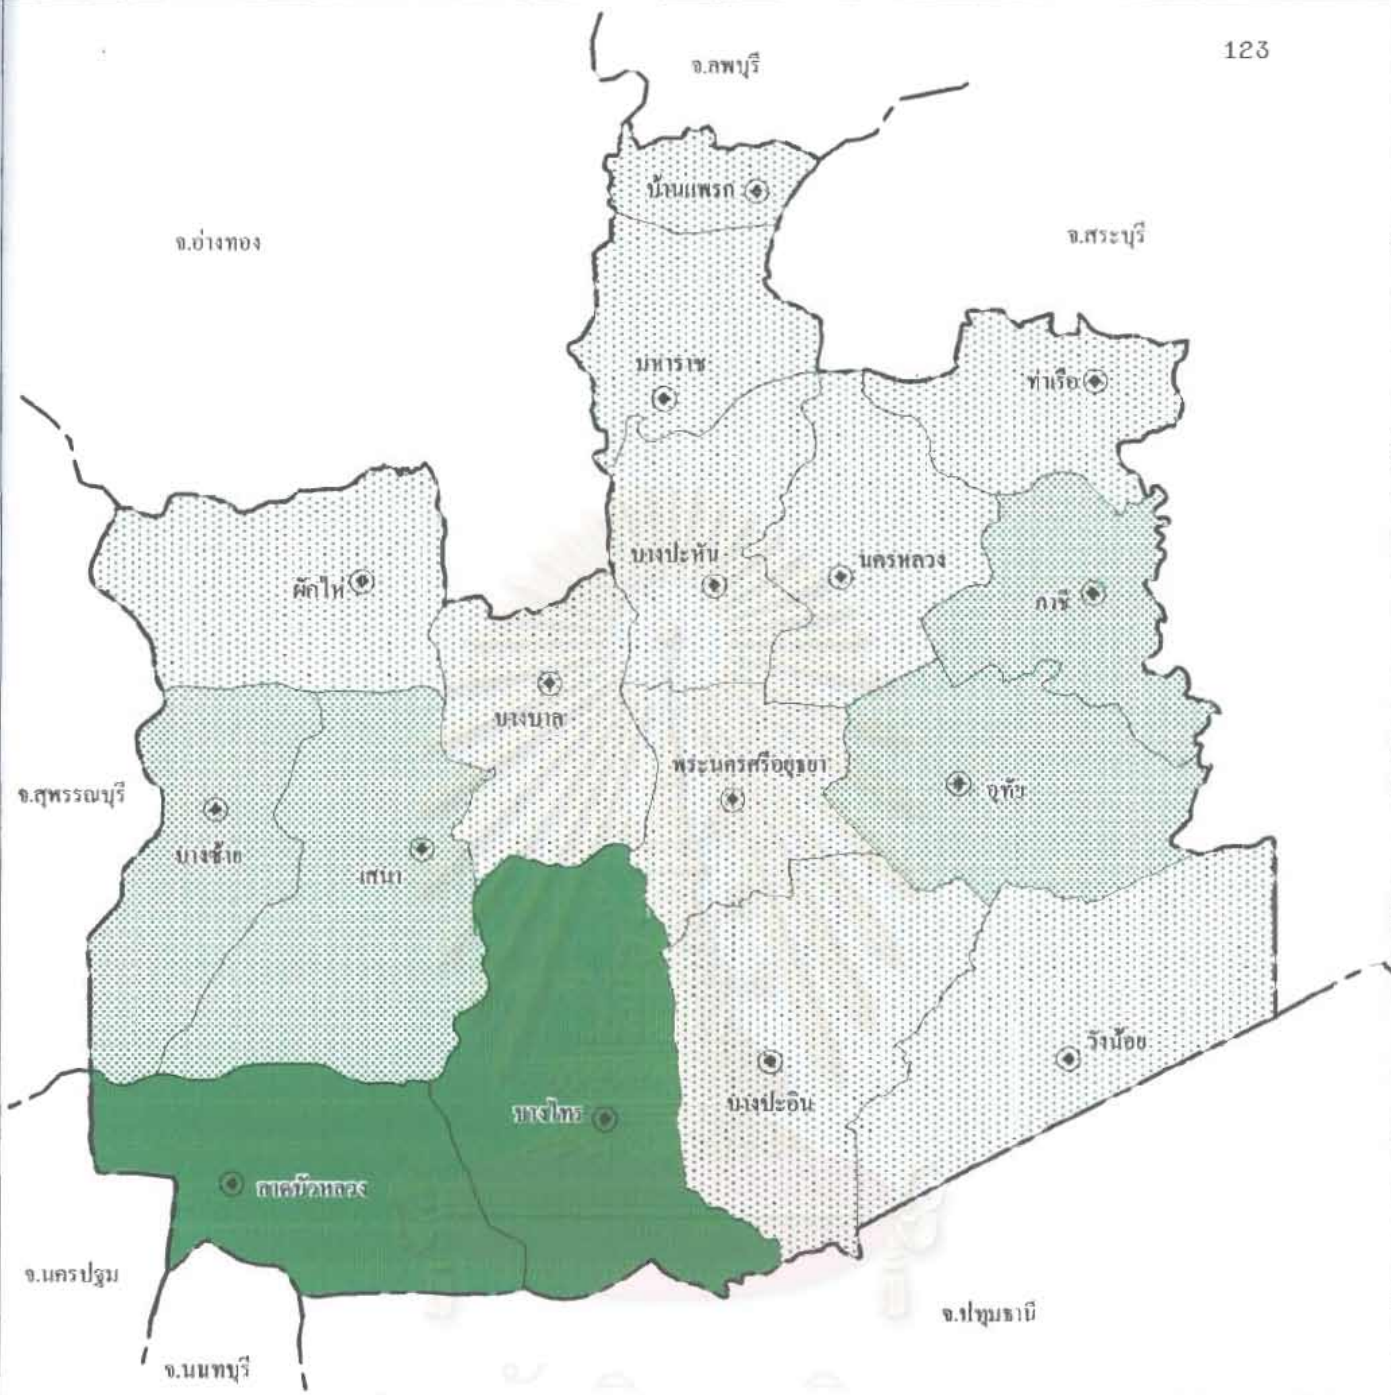 123
จ.ลพบุรี
บ้านแพรก
จ.อ่างทอง
จ.สระบุรี
มหาราช
ท่าเรือ
บางปะหัน
นครหลวง
ผักไห่
ภาชี
บางบาล
พระนครศรีอยุธยา
อุทัย
จ.สุพรรณบุรี
บางซ้าย
เสนา
วังน้อย
บางปะอิน
บางไทร
ลาดบัวหลวง
จ.นครปฐม
จ.ปทุมธานี
จ.นนทบุรี